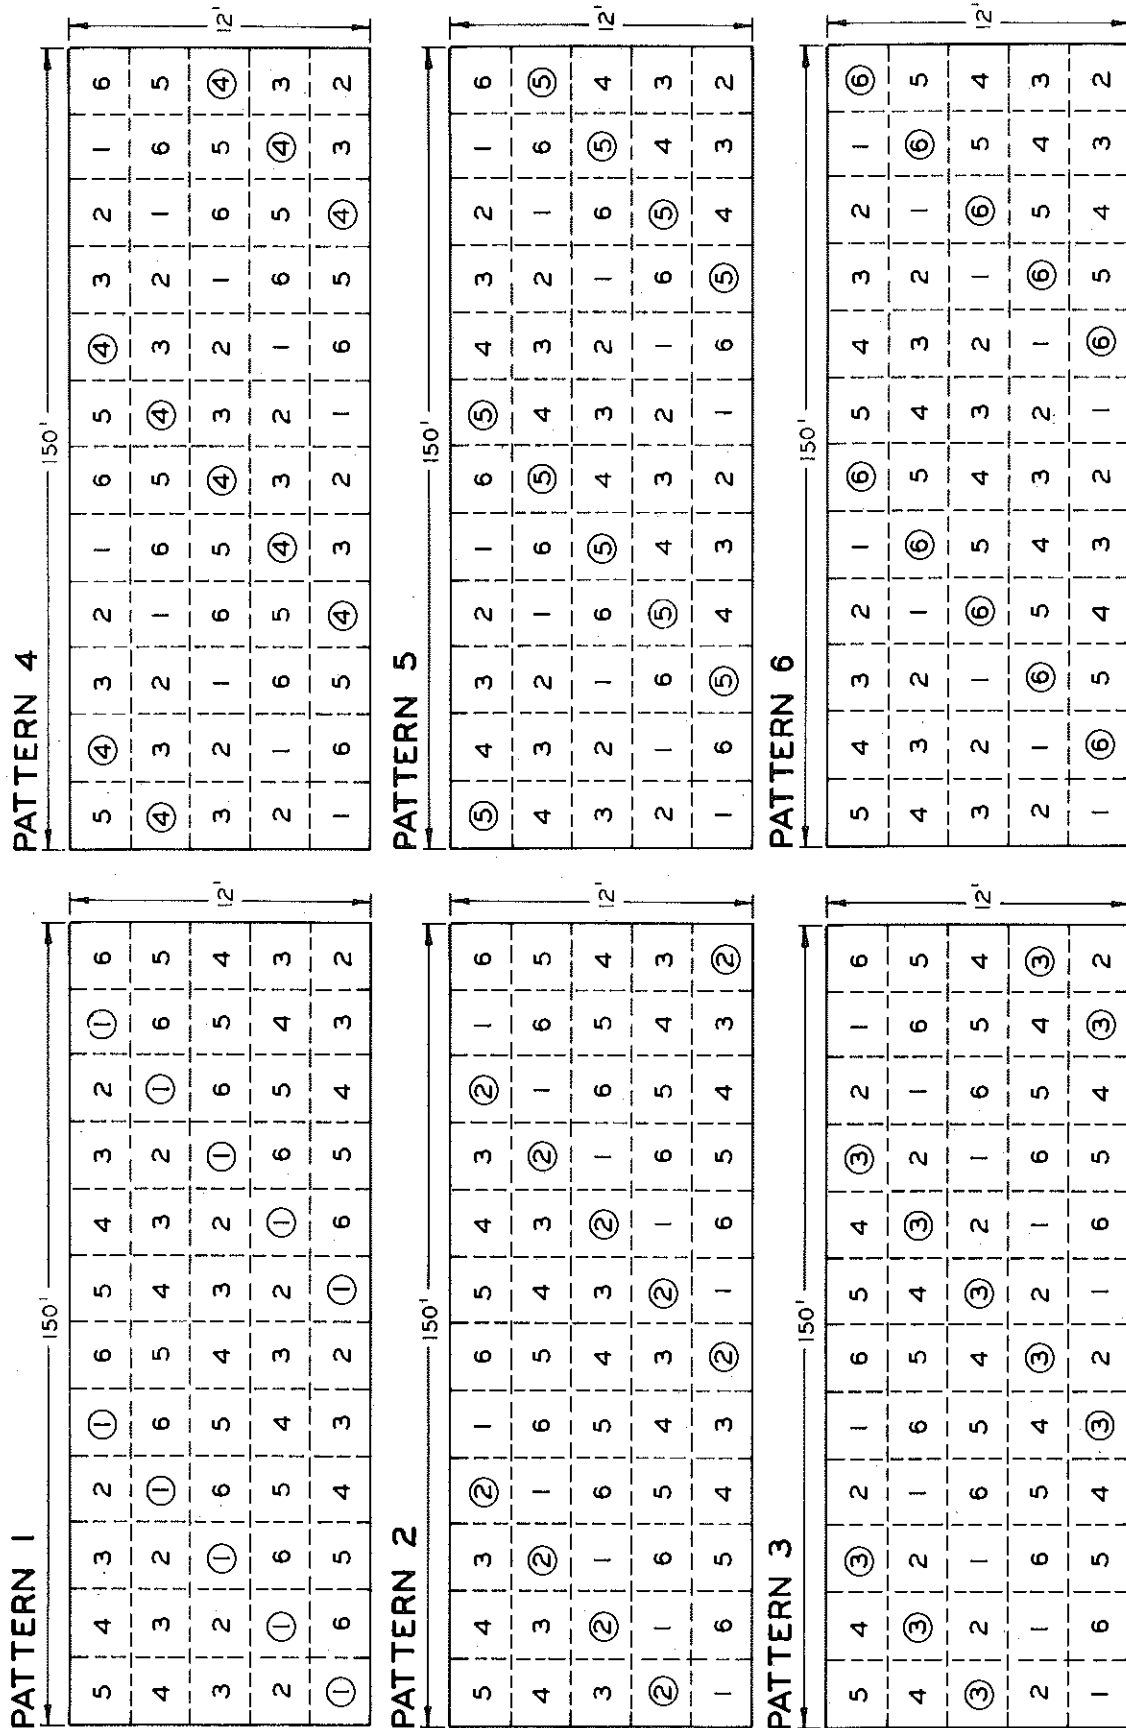 PATTERN 1
150'
5 4 3 2 ① 6 5 4 3 2 ① 6
4 3 2 ① 6 5 4 3 2 ① 6 5
3 2 ① 6 5 4 3 2 ① 6 5 4
2 ① 6 5 4 3 2 ① 6 5 4 3
① 6 5 4 3 2 ① 6 5 4 3 2
12'
PATTERN 4
150'
5 ④ 3 2 1 6 5 ④ 3 2 1 6
④ 3 2 1 6 5 ④ 3 2 1 6 5
3 2 1 6 5 ④ 3 2 1 6 5 ④
2 1 6 5 ④ 3 2 1 6 5 ④ 3
1 6 5 ④ 3 2 1 6 5 ④ 3 2
12'
PATTERN 2
150'
5 4 3 ② 1 6 5 4 3 ② 1 6
4 3 ② 1 6 5 4 3 ② 1 6 5
3 ② 1 6 5 4 3 ② 1 6 5 4
② 1 6 5 4 3 ② 1 6 5 4 3
1 6 5 4 3 ② 1 6 5 4 3 ②
12'
PATTERN 5
150'
⑤ 4 3 2 1 6 ⑤ 4 3 2 1 6
4 3 2 1 6 ⑤ 4 3 2 1 6 ⑤
3 2 1 6 ⑤ 4 3 2 1 6 ⑤ 4
2 1 6 ⑤ 4 3 2 1 6 ⑤ 4 3
1 6 ⑤ 4 3 2 1 6 ⑤ 4 3 2
12'
PATTERN 3
150'
5 4 ③ 2 1 6 5 4 ③ 2 1 6
4 ③ 2 1 6 5 4 ③ 2 1 6 5
③ 2 1 6 5 4 ③ 2 1 6 5 4
2 1 6 5 4 ③ 2 1 6 5 4 ③
1 6 5 4 ③ 2 1 6 5 4 ③ 2
12'
PATTERN 6
150'
5 4 3 2 1 ⑥ 5 4 3 2 1 ⑥
4 3 2 1 ⑥ 5 4 3 2 1 ⑥ 5
3 2 1 ⑥ 5 4 3 2 1 ⑥ 5 4
2 1 ⑥ 5 4 3 2 1 ⑥ 5 4 3
1 ⑥ 5 4 3 2 1 ⑥ 5 4 3 2
12'